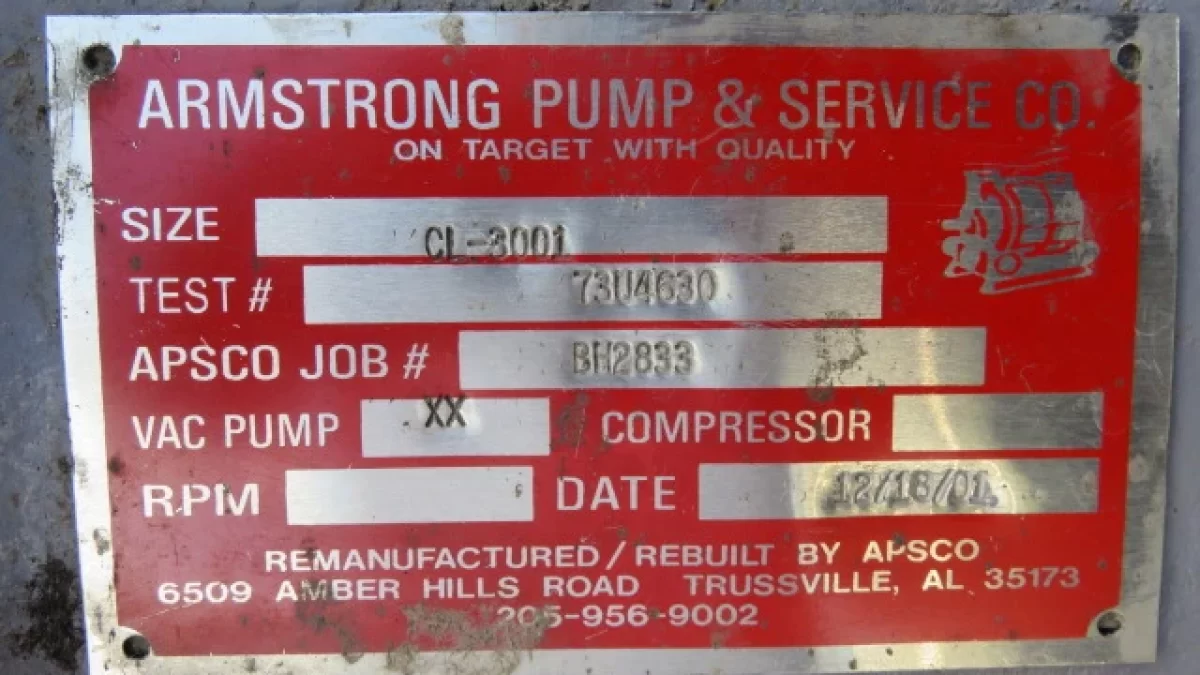 ARMSTRONG PUMP & SERVICE CO.
ON TARGET WITH QUALITY
SIZE CL-3001
TEST # 73U4630
APSCO JOB # BH2833
VAC PUMP XX COMPRESSOR
RPM DATE 12/18/01
REMANUFACTURED / REBUILT BY APSCO
6509 AMBER HILLS ROAD TRUSSVILLE, AL 35173
205-956-9002